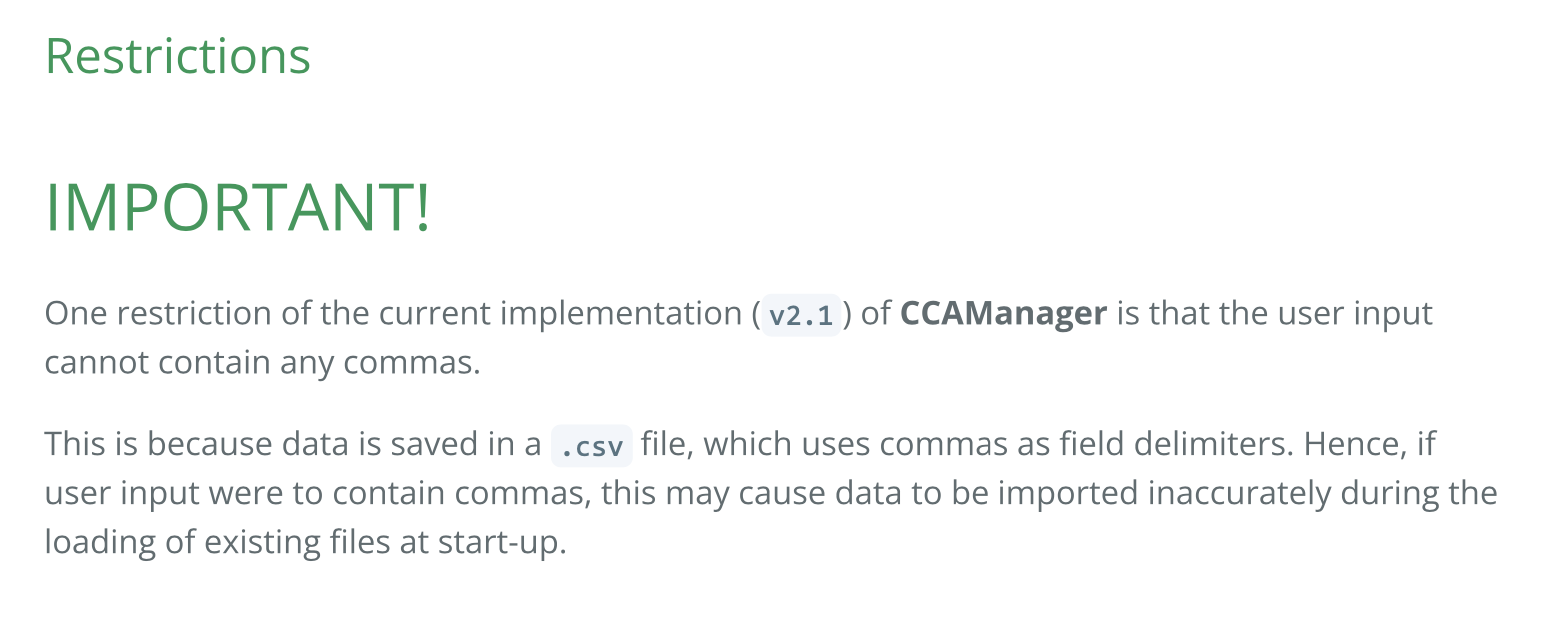 Restrictions
IMPORTANT!
One restriction of the current implementation (v2.1) of CCAManager is that the user input
cannot contain any commas.
This is because data is saved in a .csv file, which uses commas as field delimiters. Hence, if
user input were to contain commas, this may cause data to be imported inaccurately during the
loading of existing files at start-up.